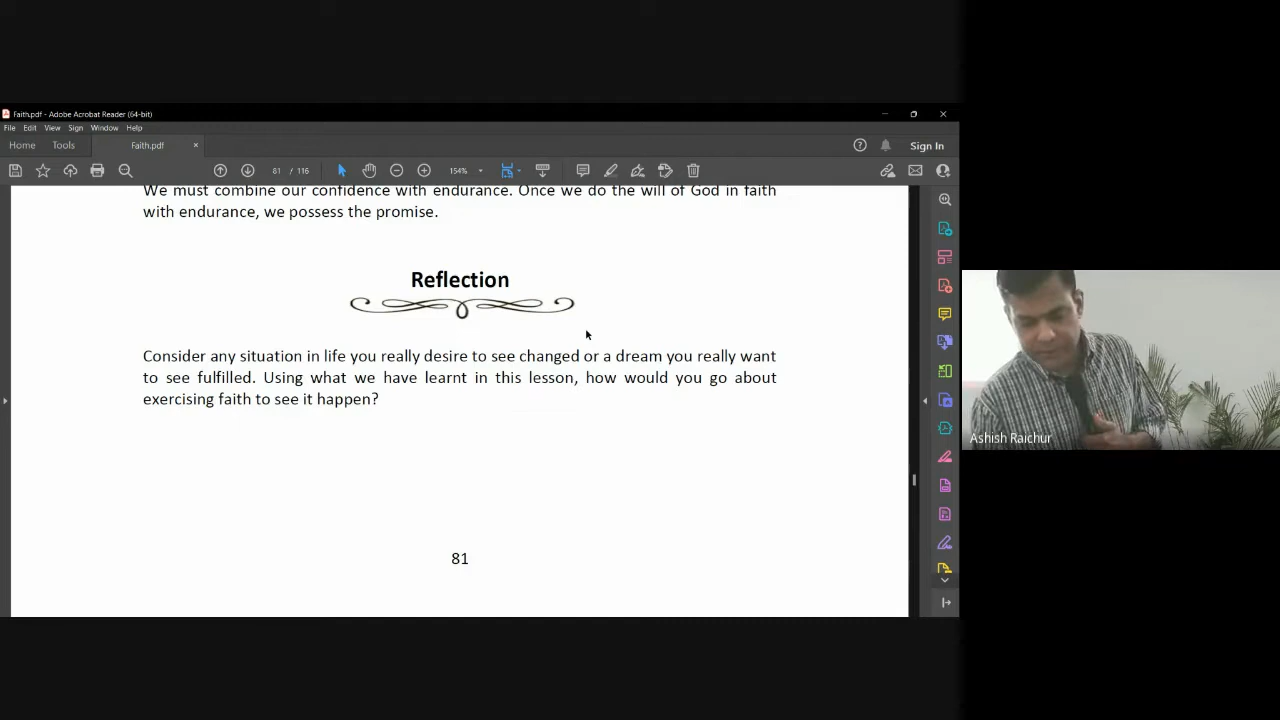 Faith.pdf - Adobe Acrobat Reader (64-bit)
File Edit View Sign Window Help
Home Tools Faith.pdf × Sign In
81 / 116 154%
We must combine our confidence with endurance. Once we do the will of God in faith
with endurance, we possess the promise.
Reflection
Consider any situation in life you really desire to see changed or a dream you really want
to see fulfilled. Using what we have learnt in this lesson, how would you go about
exercising faith to see it happen?
81
Ashish Raichur